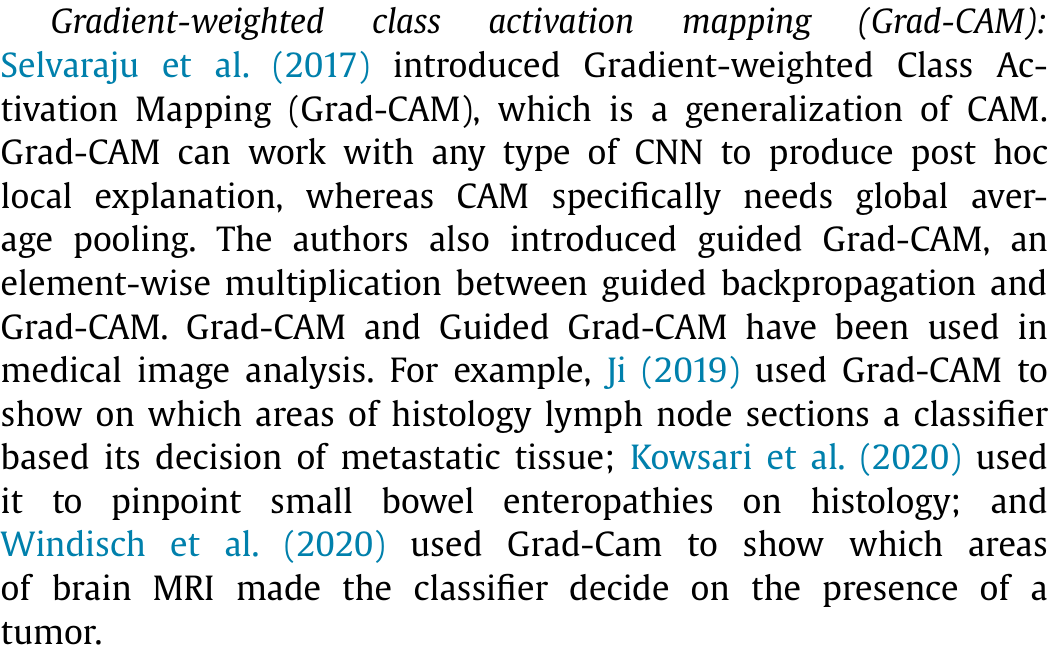 Gradient-weighted class activation mapping (Grad-CAM):
Selvaraju et al. (2017) introduced Gradient-weighted Class Ac-
tivation Mapping (Grad-CAM), which is a generalization of CAM.
Grad-CAM can work with any type of CNN to produce post hoc
local explanation, whereas CAM specifically needs global aver-
age pooling. The authors also introduced guided Grad-CAM, an
element-wise multiplication between guided backpropagation and
Grad-CAM. Grad-CAM and Guided Grad-CAM have been used in
medical image analysis. For example, Ji (2019) used Grad-CAM to
show on which areas of histology lymph node sections a classifier
based its decision of metastatic tissue; Kowsari et al. (2020) used
it to pinpoint small bowel enteropathies on histology; and
Windisch et al. (2020) used Grad-Cam to show which areas
of brain MRI made the classifier decide on the presence of a
tumor.